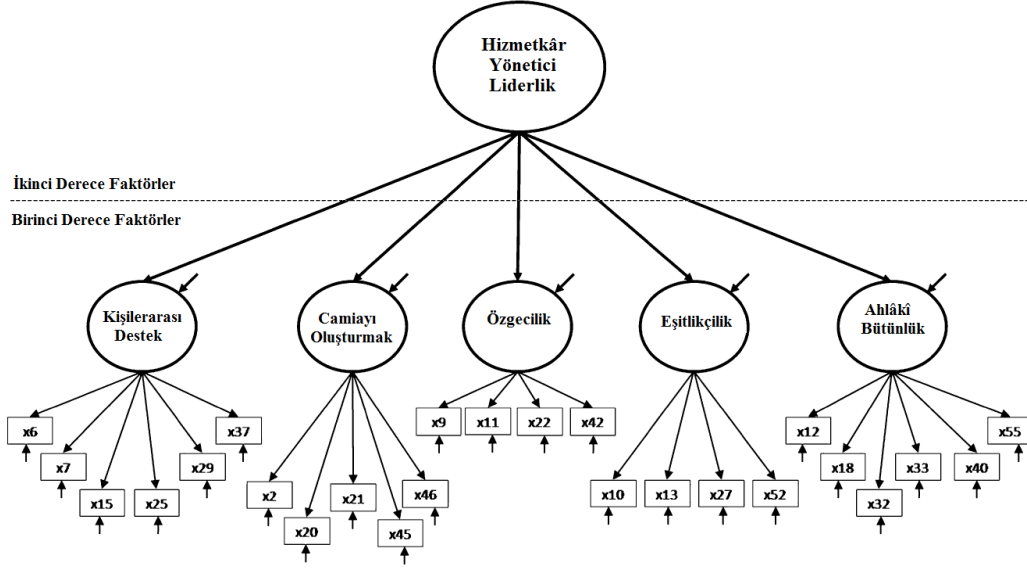 Hizmetkâr
Yönetici
Liderlik
İkinci Derece Faktörler
Birinci Derece Faktörler
Kişilerarası
Destek
Camiayı
Oluşturmak
Özgecilik
Eşitlikçilik
Ahlâkî
Bütünlük
x6
x7
x15
x25
x29
x37
x2
x20
x21
x45
x46
x9
x11
x22
x42
x10
x13
x27
x52
x12
x18
x32
x33
x40
x55